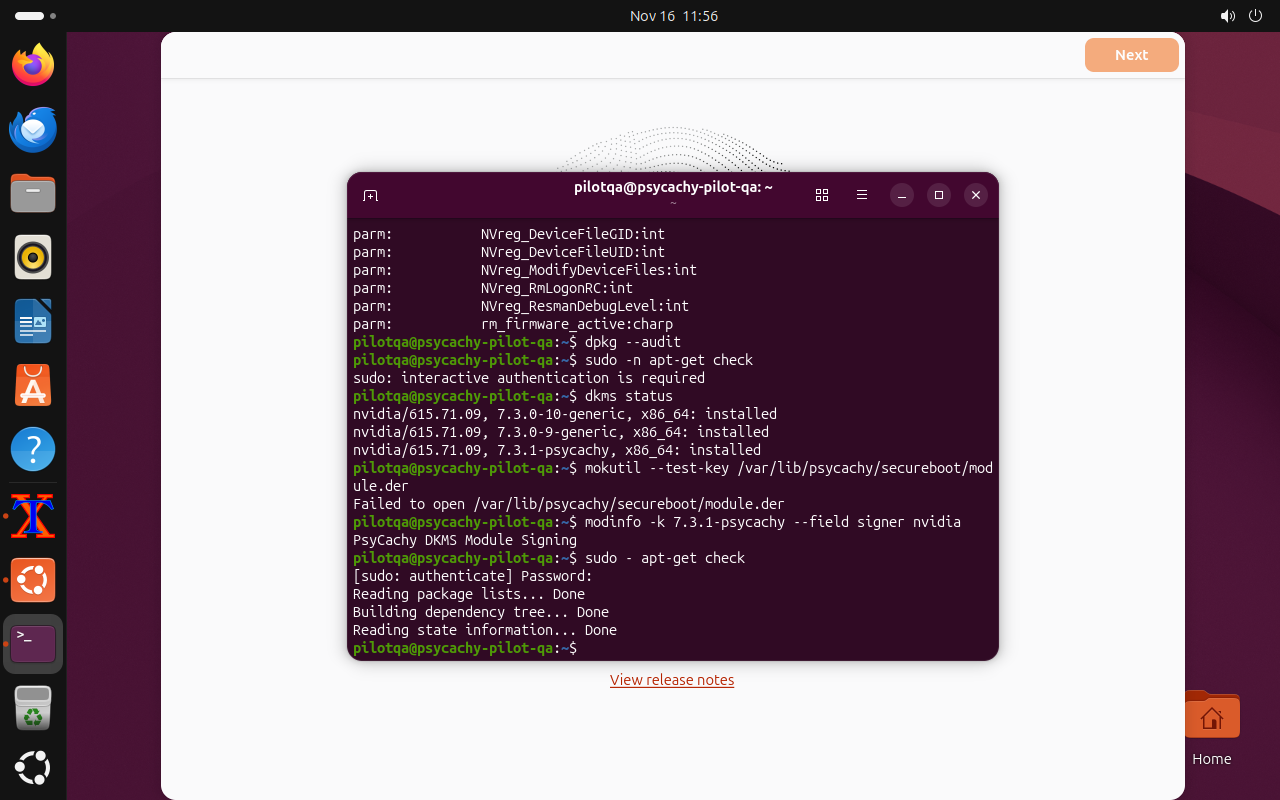 Nov 16 11:56
Next
pilotqa@psycachy-pilot-qa: ~
~
parm: NVreg_DeviceFileGID:int
parm: NVreg_DeviceFileUID:int
parm: NVreg_ModifyDeviceFiles:int
parm: NVreg_RmLogonRC:int
parm: NVreg_ResmanDebugLevel:int
parm: rm_firmware_active:charp
pilotqa@psycachy-pilot-qa:~$ dpkg --audit
pilotqa@psycachy-pilot-qa:~$ sudo -n apt-get check
sudo: interactive authentication is required
pilotqa@psycachy-pilot-qa:~$ dkms status
nvidia/615.71.09, 7.3.0-10-generic, x86_64: installed
nvidia/615.71.09, 7.3.0-9-generic, x86_64: installed
nvidia/615.71.09, 7.3.1-psycachy, x86_64: installed
pilotqa@psycachy-pilot-qa:~$ mokutil --test-key /var/lib/psycachy/secureboot/mod
ule.der
Failed to open /var/lib/psycachy/secureboot/module.der
pilotqa@psycachy-pilot-qa:~$ modinfo -k 7.3.1-psycachy --field signer nvidia
PsyCachy DKMS Module Signing
pilotqa@psycachy-pilot-qa:~$ sudo - apt-get check
[sudo: authenticate] Password:
Reading package lists... Done
Building dependency tree... Done
Reading state information... Done
pilotqa@psycachy-pilot-qa:~$
View release notes
Home